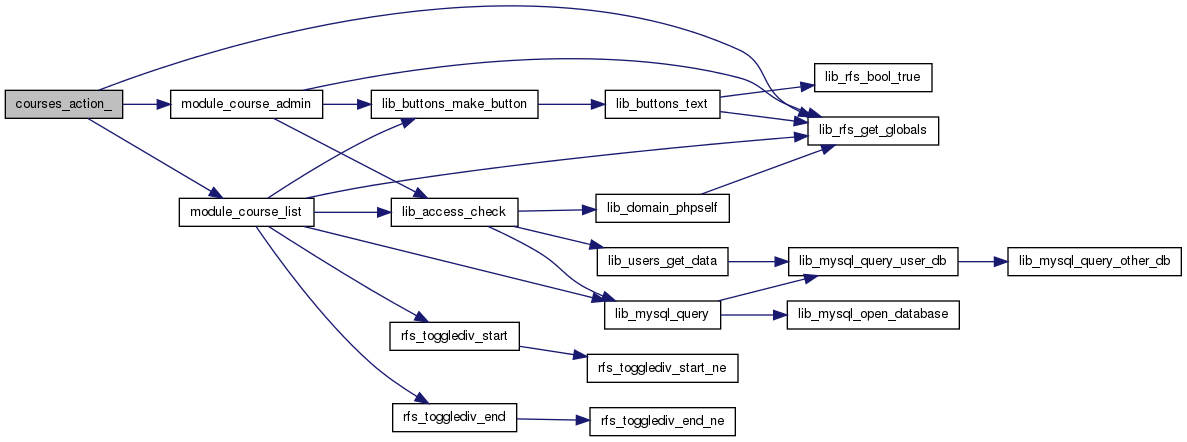 courses_action_
module_course_admin
module_course_list
lib_buttons_make_button
lib_access_check
rfs_togglediv_start
rfs_togglediv_end
lib_buttons_text
lib_domain_phpself
lib_users_get_data
lib_mysql_query
rfs_togglediv_start_ne
rfs_togglediv_end_ne
lib_rfs_bool_true
lib_rfs_get_globals
lib_mysql_query_user_db
lib_mysql_open_database
lib_mysql_query_other_db